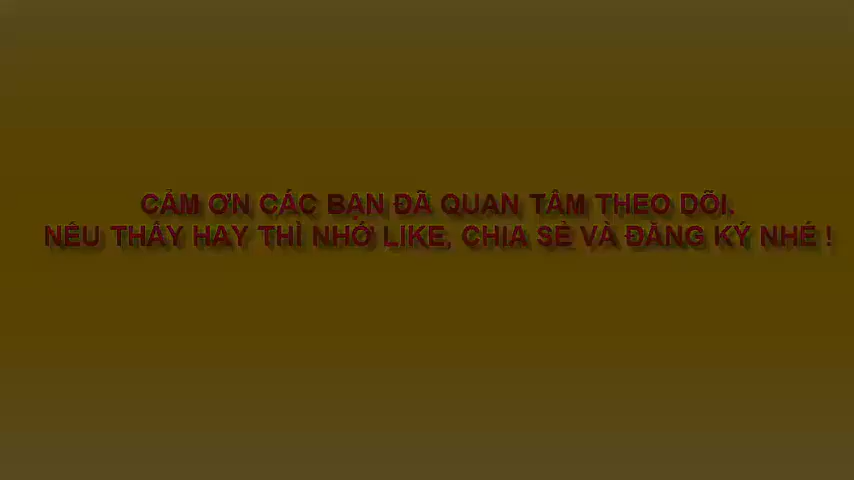 CẢM ƠN CÁC BẠN ĐÃ QUAN TÂM THEO DÕI.
NẾU THẤY HAY THÌ NHỚ LIKE, CHIA SẺ VÀ ĐĂNG KÝ NHÉ !